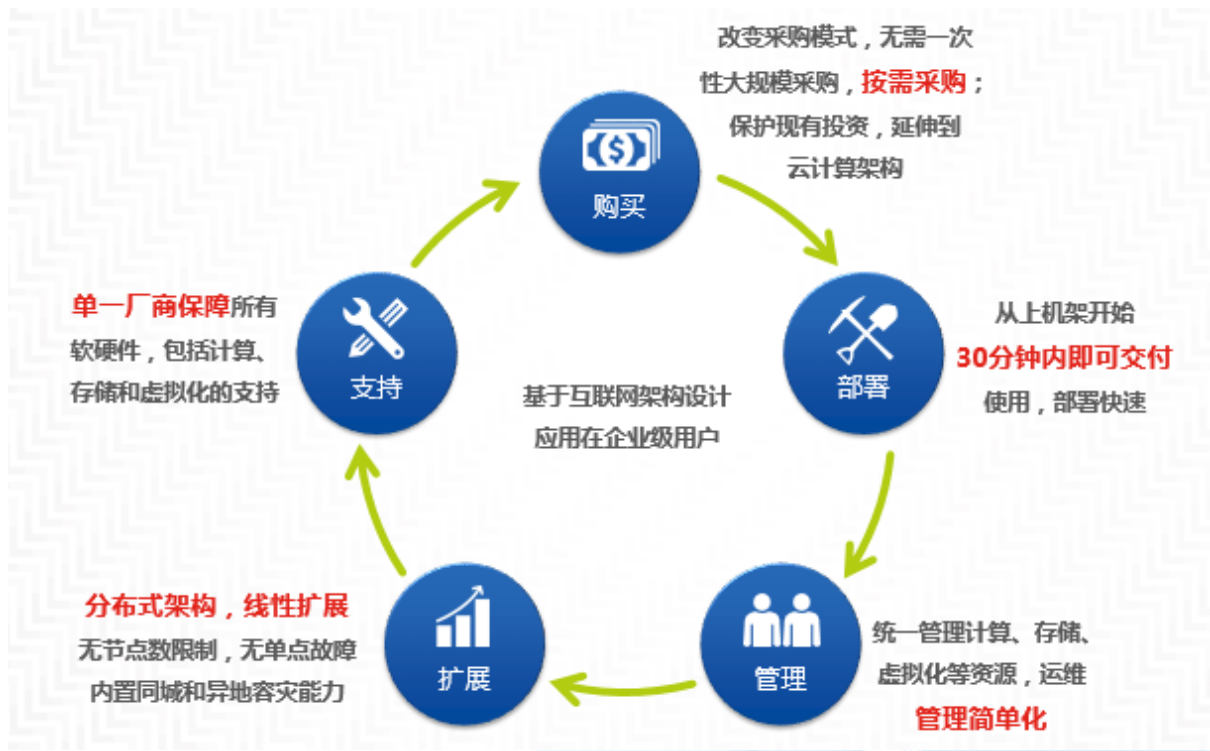 改变采购模式，无需一次
性大规模采购，按需采购；
保护现有投资，延伸到
云计算架构
购买
从上机架开始
30分钟内即可交付
使用，部署快速
部署
统一管理计算、存储、
虚拟化等资源，运维
管理简单化
管理
分布式架构，线性扩展
无节点数限制，无单点故障
内置同城和异地容灾能力
扩展
单一厂商保障所有
软硬件，包括计算、
存储和虚拟化的支持
支持
基于互联网架构设计
应用在企业级用户